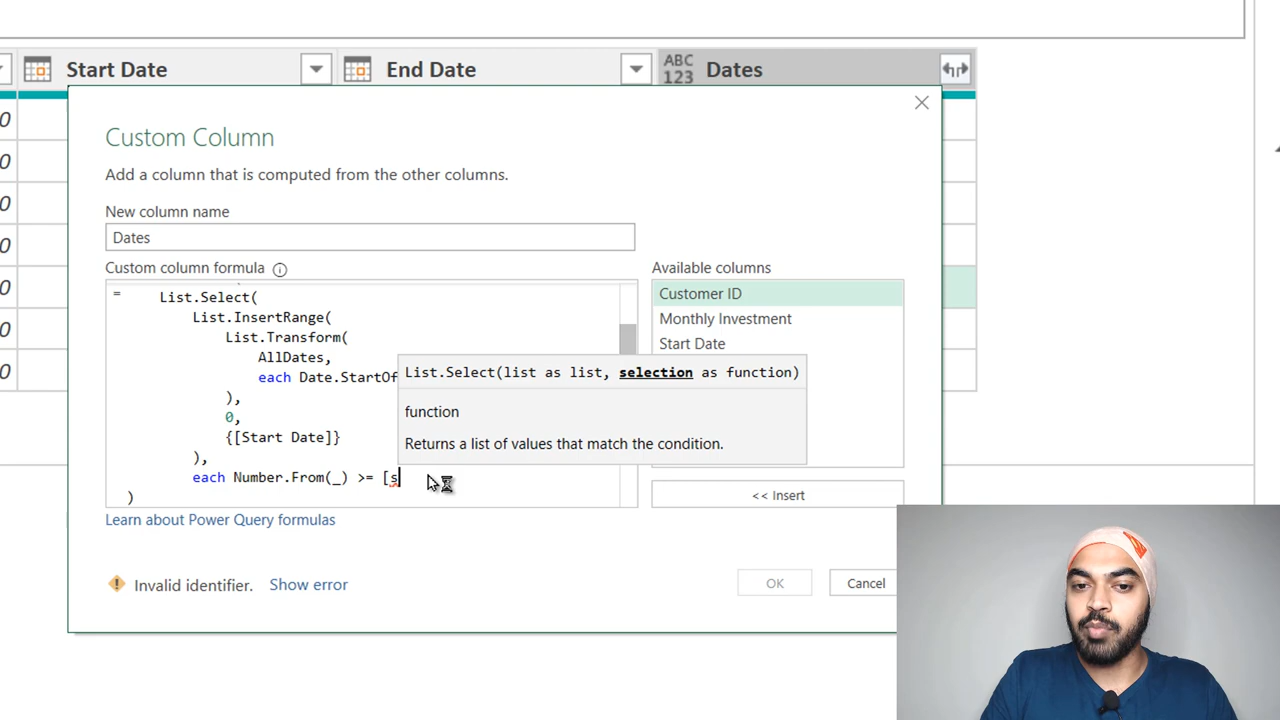 Start Date
End Date
ABC
123
Dates
0
0
0
0
0
0
0
Custom Column
Add a column that is computed from the other columns.
New column name
Dates
Custom column formula
Available columns
=
List.Select(
List.InsertRange(
List.Transform(
AllDates,
each Date.StartOf
),
0,
{[Start Date]}
),
each Number.From(_) >= [s
)
List.Select(list as list, selection as function)
function
Returns a list of values that match the condition.
Customer ID
Monthly Investment
Start Date
<< Insert
Learn about Power Query formulas
Invalid identifier.
Show error
OK
Cancel